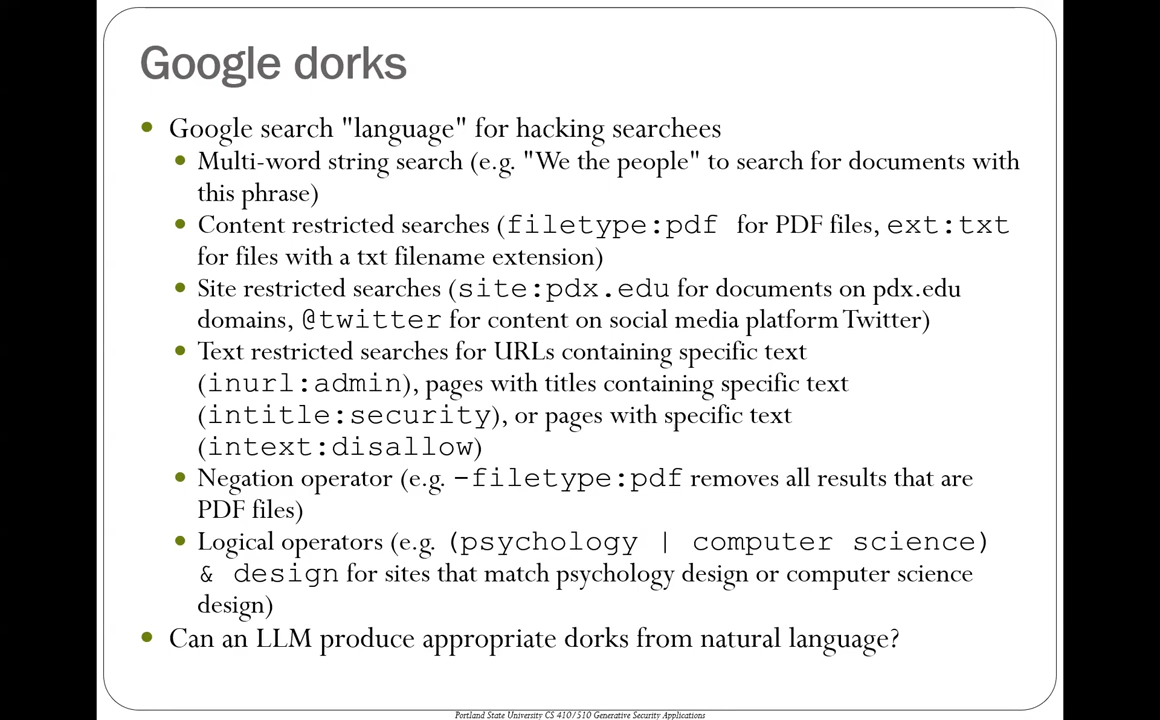 Google dorks
Google search "language" for hacking searchees
Multi-word string search (e.g. "We the people" to search for documents with
this phrase)
Content restricted searches (filetype:pdf for PDF files, ext:txt
for files with a txt filename extension)
Site restricted searches (site:pdx.edu for documents on pdx.edu
domains, @twitter for content on social media platform Twitter)
Text restricted searches for URLs containing specific text
(inurl:admin), pages with titles containing specific text
(intitle:security), or pages with specific text
(intext:disallow)
Negation operator (e.g. -filetype:pdf removes all results that are
PDF files)
Logical operators (e.g. (psychology | computer science)
& design for sites that match psychology design or computer science
design)
Can an LLM produce appropriate dorks from natural language?
Portland State University CS 410/510 Generative Security Applications